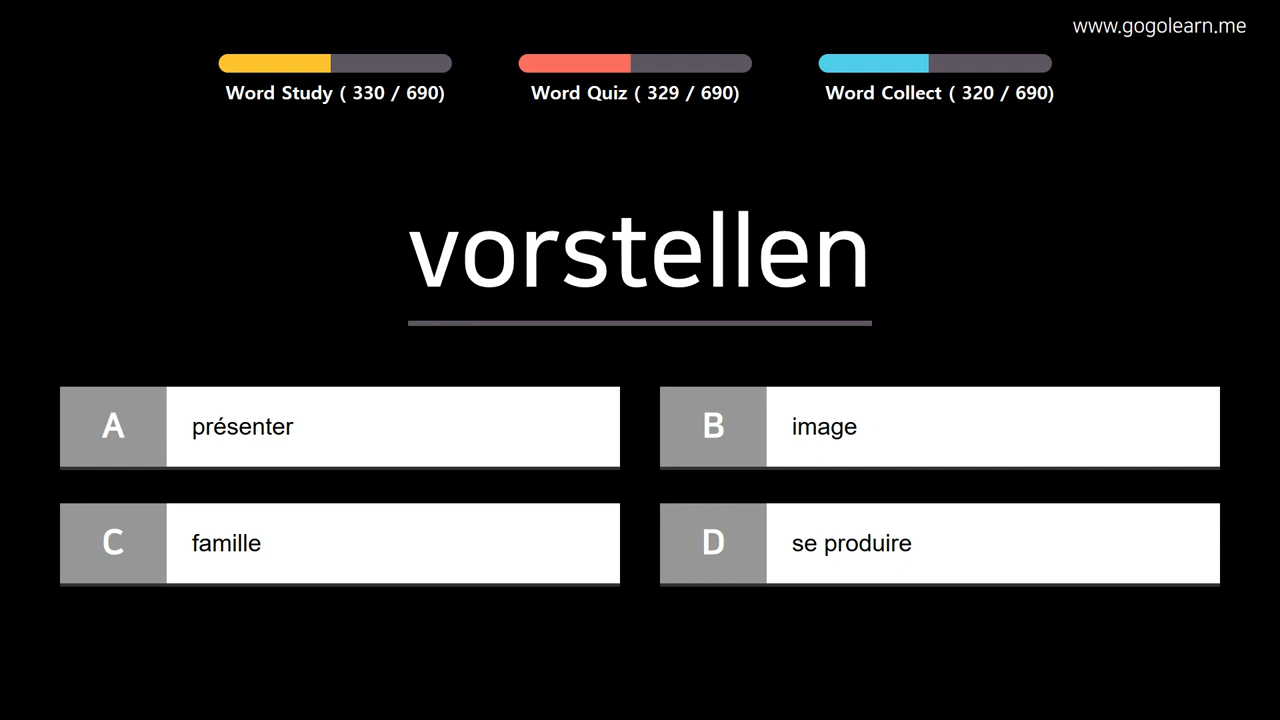 www.gogolearn.me
Word Study ( 330 / 690)
Word Quiz ( 329 / 690)
Word Collect ( 320 / 690)
vorstellen
A présenter
B image
C famille
D se produire